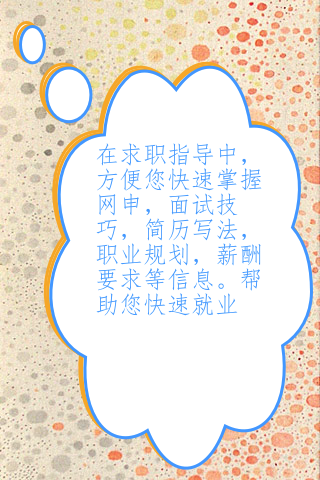 在求职指导中，
方便您快速掌握
网申，面试技
巧，简历写法，
职业规划，薪酬
要求等信息。帮
助您快速就业